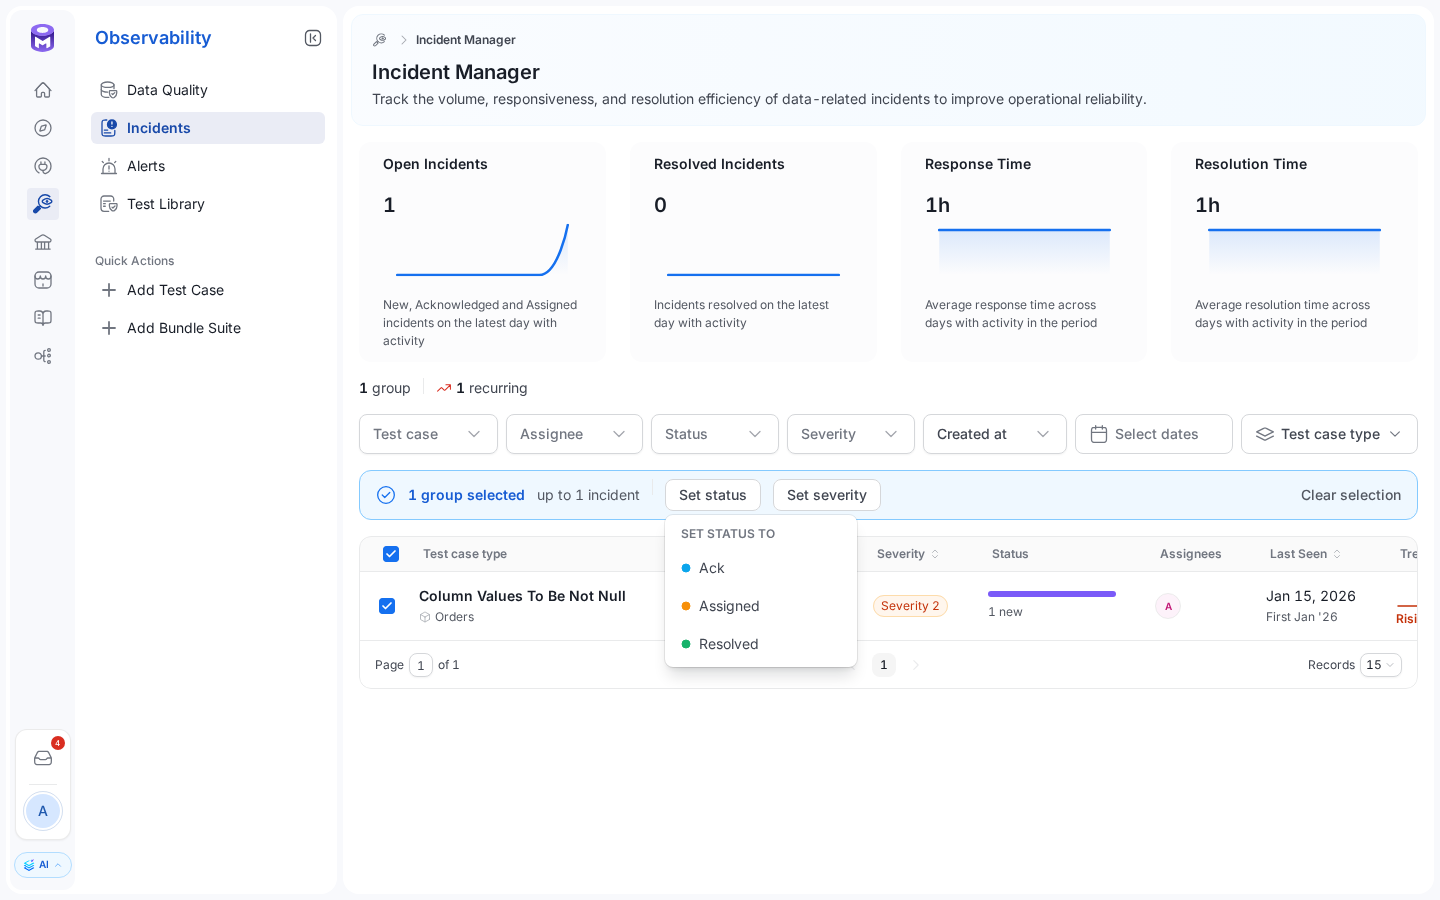 Observability
Data Quality
Incidents
Alerts
Test Library
Quick Actions
Add Test Case
Add Bundle Suite
4
A
AI
Incident Manager
Incident Manager
Track the volume, responsiveness, and resolution efficiency of data-related incidents to improve operational reliability.
Open Incidents
1
New, Acknowledged and Assigned
incidents on the latest day with
activity
Resolved Incidents
0
Incidents resolved on the latest
day with activity
Response Time
1h
Average response time across
days with activity in the period
Resolution Time
1h
Average resolution time across
days with activity in the period
1 group 1 recurring
Test case Assignee Status Severity Created at Select dates Test case type
1 group selected up to 1 incident Set status Set severity Clear selection
SET STATUS TO
Ack
Assigned
Resolved
Test case type Severity Status Assignees Last Seen Tre
Column Values To Be Not Null
Orders
Severity 2
1 new
A
Jan 15, 2026
First Jan '26
Risi
Page 1 of 1 1 Records 15